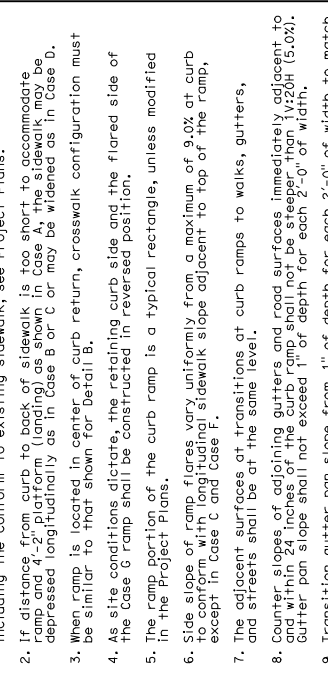 including the conform to existing sidewalk, see Project Plans.
2. If distance from curb to back of sidewalk is too short to accommodate
ramp and 4'-2" platform (landing) as shown in Case A, the sidewalk may be
depressed longitudinally as in Case B or C or may be widened as in Case D.
3. When ramp is located in center of curb return, crosswalk configuration must
be similar to that shown for Detail B.
4. As site conditions dictate, the retaining curb side and the flared side of
the Case G ramp shall be constructed in reversed position.
5. The ramp portion of the curb ramp is a typical rectangle, unless modified
in the Project Plans.
6. Side slope of ramp flares vary uniformly from a maximum of 9.0% at curb
to conform with longitudinal sidewalk slope adjacent to top of the ramp,
except in Case C and Case F.
7. The adjacent surfaces at transitions at curb ramps to walks, gutters,
and streets shall be at the same level.
8. Counter slopes of adjoining gutters and road surfaces immediately adjacent to
and within 24 inches of the curb ramp shall not be steeper than 1V:20H (5.0%).
Gutter pan slope shall not exceed 1" of depth for each 2'-0" of width.
9. Transition gutter pan slope from 1" of depth for each 2'-0" of width to match